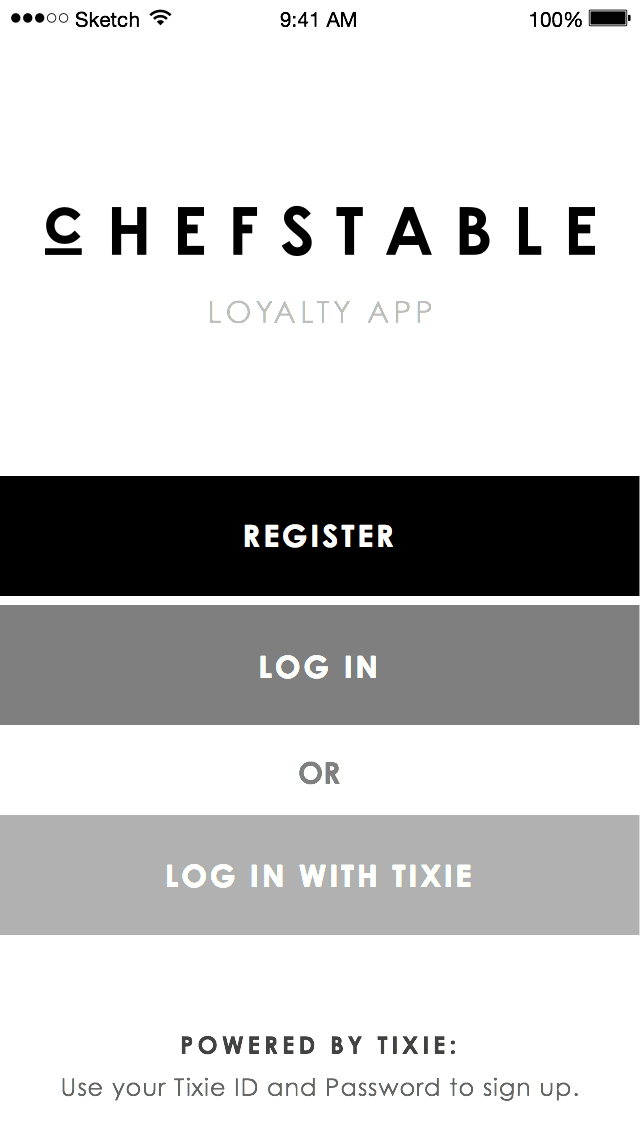 Sketch 9:41 AM 100%
CHEFSTABLE
LOYALTY APP
REGISTER
LOG IN
OR
LOG IN WITH TIXIE
POWERED BY TIXIE:
Use your Tixie ID and Password to sign up.